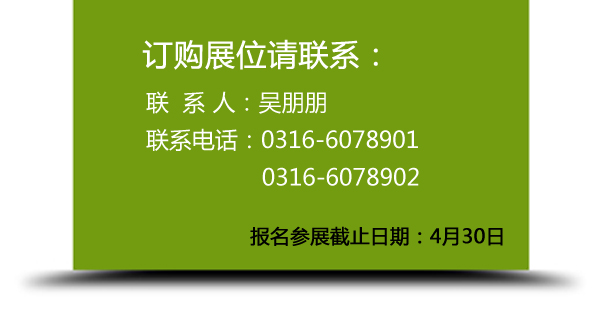 订购展位请联系：
联 系 人：吴朋朋
联系电话：0316-6078901
0316-6078902
报名参展截止日期：4月30日